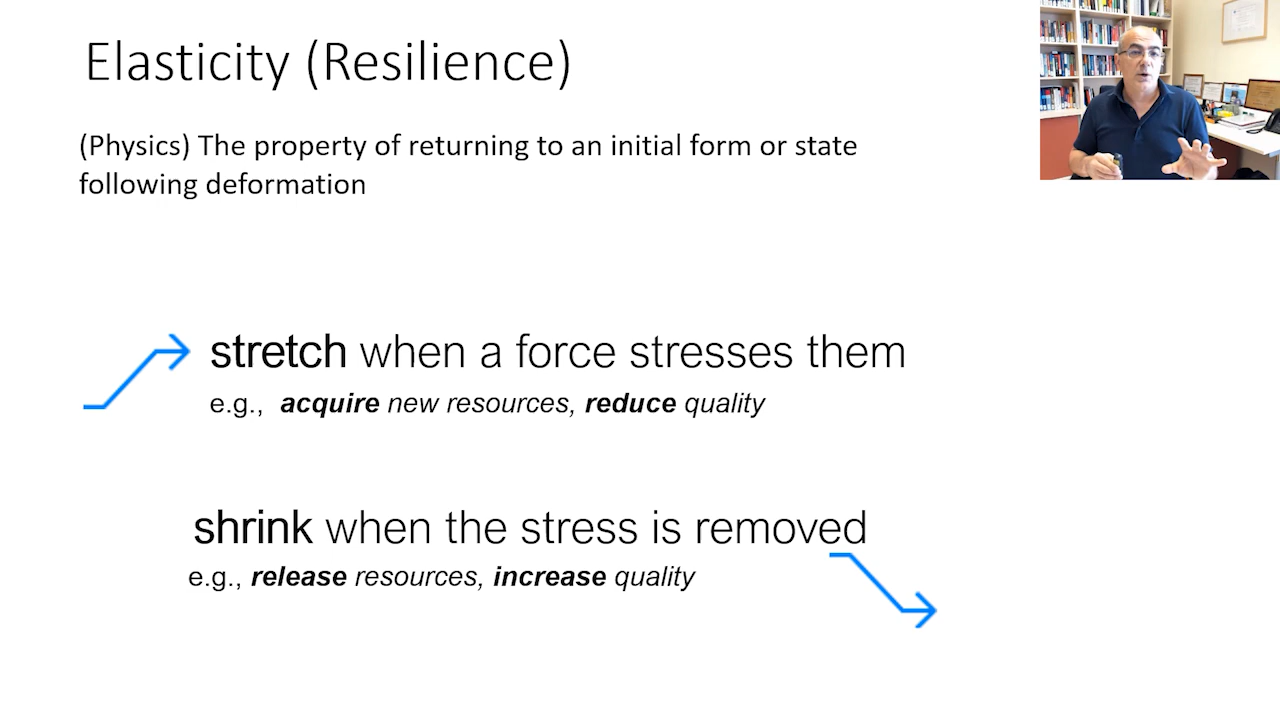 Elasticity (Resilience)
(Physics) The property of returning to an initial form or state
following deformation
stretch when a force stresses them
e.g., acquire new resources, reduce quality
shrink when the stress is removed
e.g., release resources, increase quality